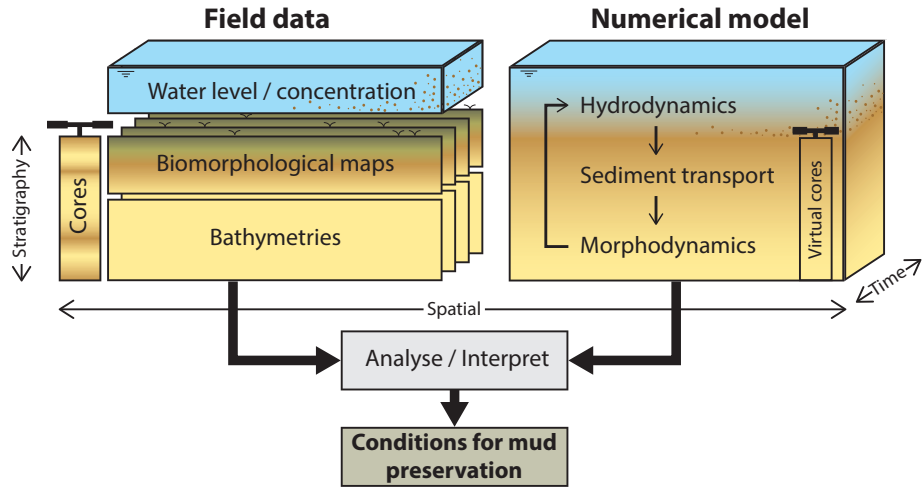 Field data
Numerical model
Water level / concentration
Biomorphological maps
Bathymetries
Cores
Stratigraphy
Hydrodynamics
Sediment transport
Morphodynamics
Virtual cores
Time
Spatial
Analyse / Interpret
Conditions for mud
preservation